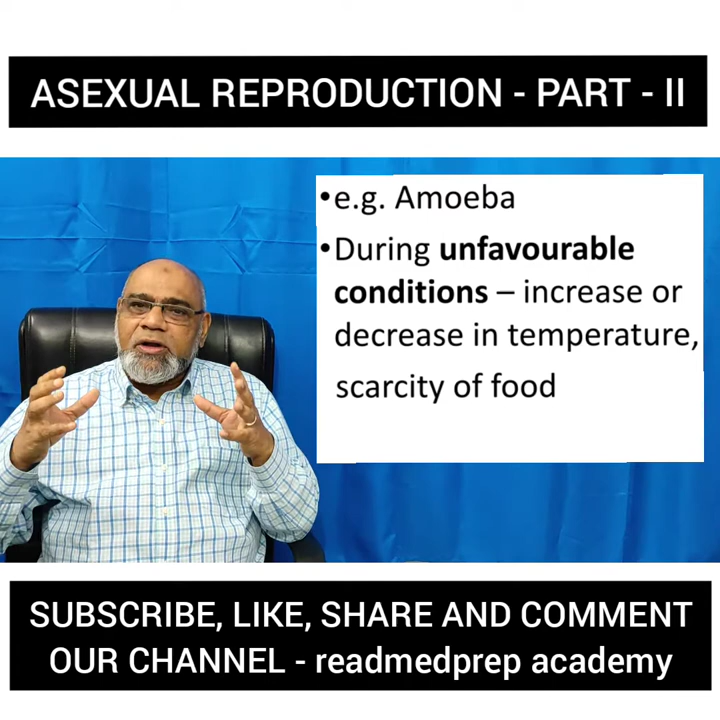 ASEXUAL REPRODUCTION - PART - II
•e.g. Amoeba
•During unfavourable
conditions – increase or
decrease in temperature,
scarcity of food
SUBSCRIBE, LIKE, SHARE AND COMMENT
OUR CHANNEL - readmedprep academy